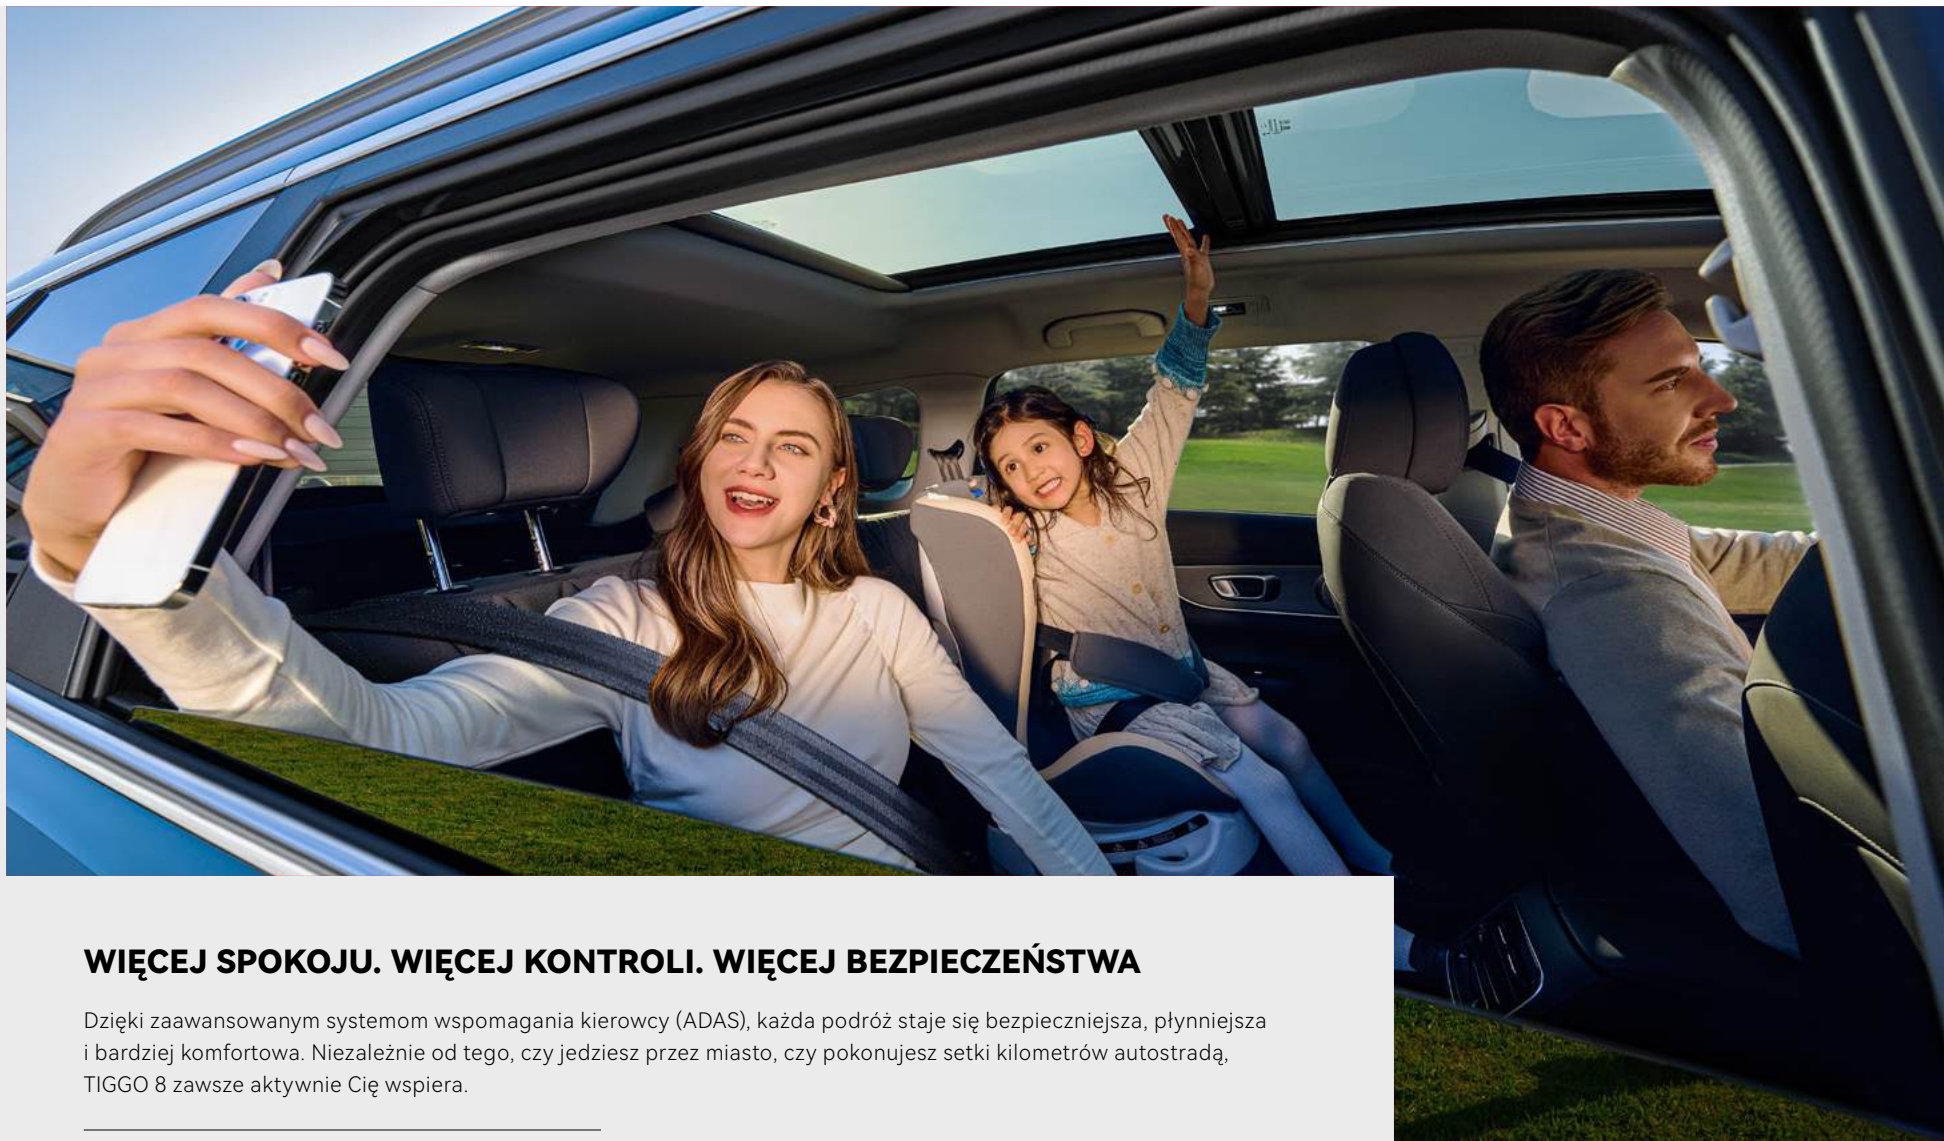 WIĘCEJ SPOKOJU. WIĘCEJ KONTROLI. WIĘCEJ BEZPIECZEŃSTWA
Dzięki zaawansowanym systemom wspomagania kierowcy (ADAS), każda podróż staje się bezpieczniejsza, płynniejsza
i bardziej komfortowa. Niezależnie od tego, czy jedziesz przez miasto, czy pokonujesz setki kilometrów autostradą,
TIGGO 8 zawsze aktywnie Cię wspiera.